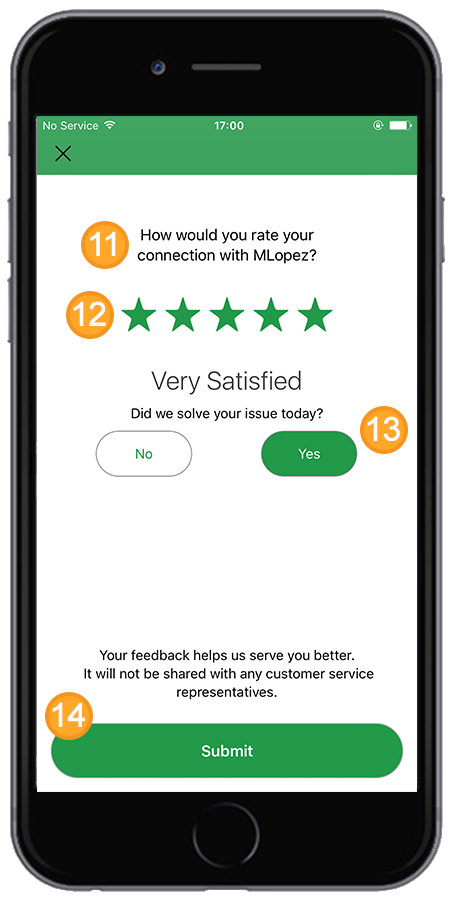 No Service 17:00
11 How would you rate your
connection with MLopez?
12
Very Satisfied
Did we solve your issue today?
13
No Yes
Your feedback helps us serve you better.
It will not be shared with any customer service
representatives.
14
Submit